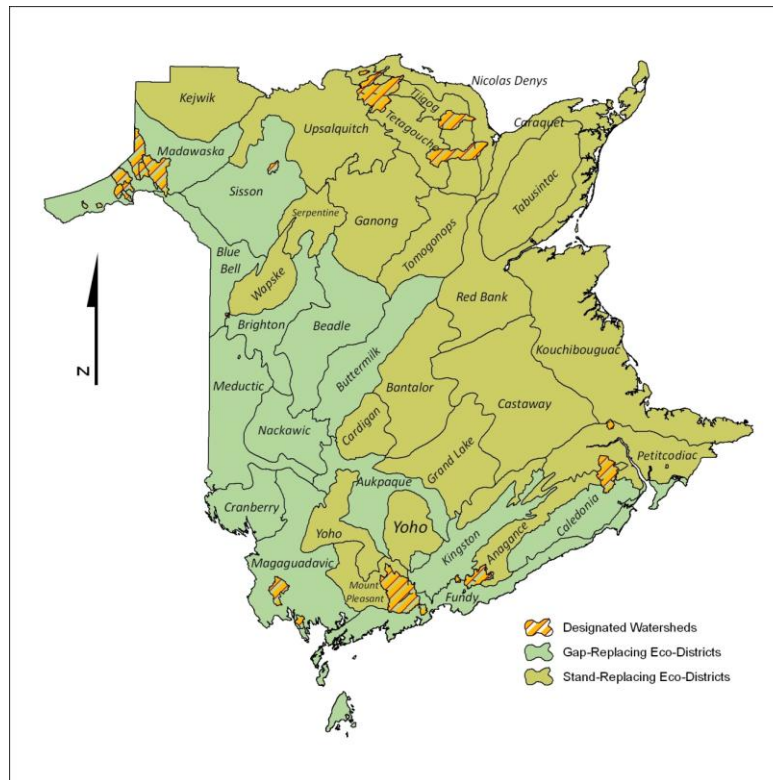 Nicolas Denys
Kejwik
Tjigog
Upsalquitch
Tetagouche
Caraquet
Madawaska
Sisson
Tabusintac
Serpentine
Ganong
Tomogonops
Blue
Bell
Wapske
Red Bank
Brighton
Beadle
Kouchibouguac
Buttermilk
Meductic
Bantalor
Castaway
Nackawic
Cardigan
Grand Lake
Petitcodiac
Aukpaque
Cranberry
Caledonia
Yoho
Yoho
Kingston
Anagance
Magaguadavic
Mount
Pleasant
Fundy
N
Designated Watersheds
Gap-Replacing Eco-Districts
Stand-Replacing Eco-Districts